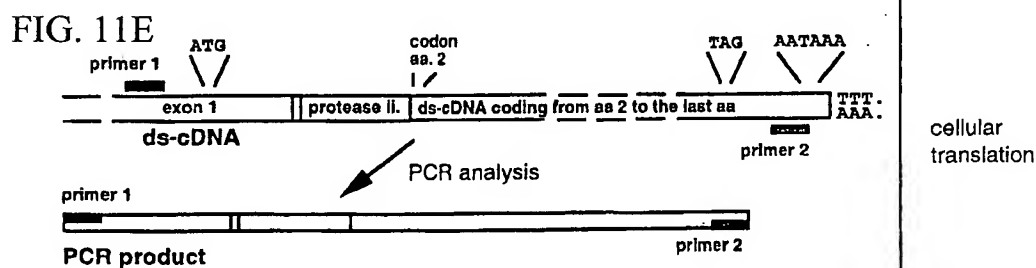 FIG. 11E
ATG
codon
aa. 2
TAG
AATAAA
primer 1
exon 1
protease li.
ds-cDNA coding from aa 2 to the last aa
TTT.
AAA.
ds-cDNA
primer 2
cellular
translation
PCR analysis
primer 1
primer 2
PCR product